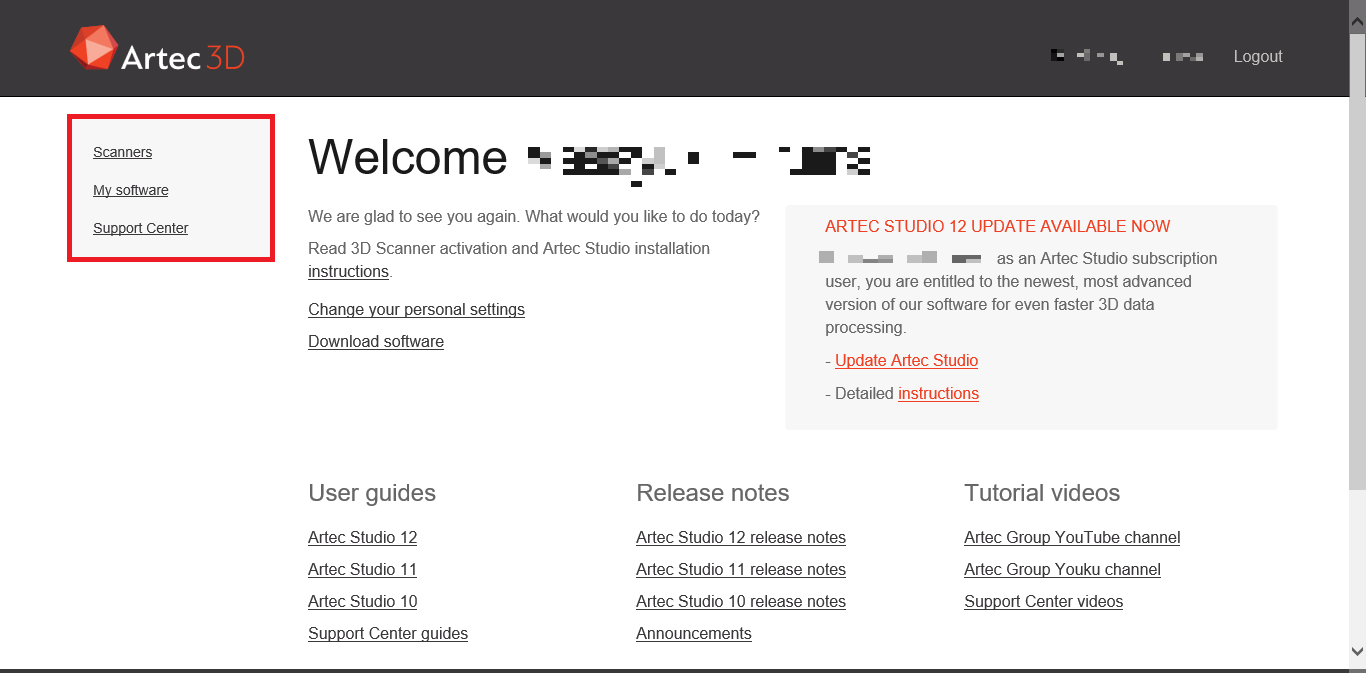 Artec 3D
Logout
Scanners
My software
Support Center
Welcome
We are glad to see you again. What would you like to do today?
Read 3D Scanner activation and Artec Studio installation
instructions.
Change your personal settings
Download software
ARTEC STUDIO 12 UPDATE AVAILABLE NOW
as an Artec Studio subscription
user, you are entitled to the newest, most advanced
version of our software for even faster 3D data
processing.
- Update Artec Studio
- Detailed instructions
User guides
Artec Studio 12
Artec Studio 11
Artec Studio 10
Support Center guides
Release notes
Artec Studio 12 release notes
Artec Studio 11 release notes
Artec Studio 10 release notes
Announcements
Tutorial videos
Artec Group YouTube channel
Artec Group Youku channel
Support Center videos